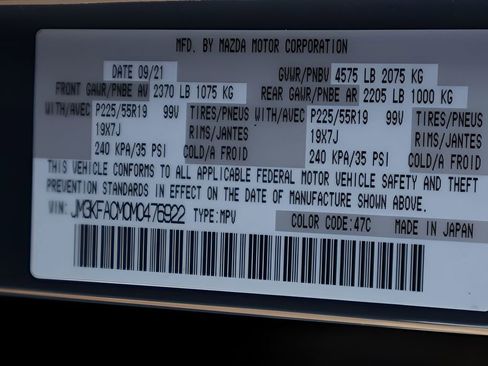 MFD. BY MAZDA MOTOR CORPORATION
DATE 09/21 GVWR/PNBV 4575 LB 2075 KG
FRONT GAWR/PNBE AV 2370 LB 1075 KG REAR GAWR/PNBE AR 2205 LB 1000 KG
WITH/AVEC P225/55R19 99V TIRES/PNEUS WITH/AVEC P225/55R19 99V TIRES/PNEUS
19X7J RIMS/JANTES 19X7J RIMS/JANTES
240 KPA/35 PSI COLD/A FROID 240 KPA/35 PSI COLD/A FROID
THIS VEHICLE CONFORMS TO ALL APPLICABLE FEDERAL MOTOR VEHICLE SAFETY AND THEFT
PREVENTION STANDARDS IN EFFECT ON THE DATE OF MANUFACTURE SHOWN ABOVE.
VIN: JM3KFACM0M0476922 TYPE:MPV COLOR CODE:47C MADE IN JAPAN